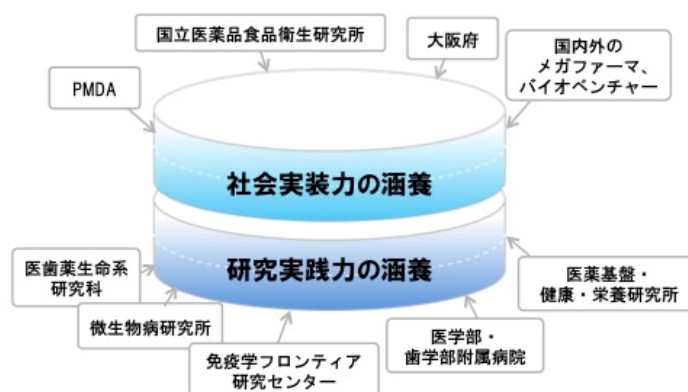 国立医薬品食品衛生研究所
大阪府
国内外の
メガファーマ、
バイオベンチャー
PMDA
社会実装力の涵養
研究実践力の涵養
医歯薬生命系
研究科
微生物病研究所
免疫学フロンティア
研究センター
医学部・
歯学部附属病院
医薬基盤・
健康・栄養研究所